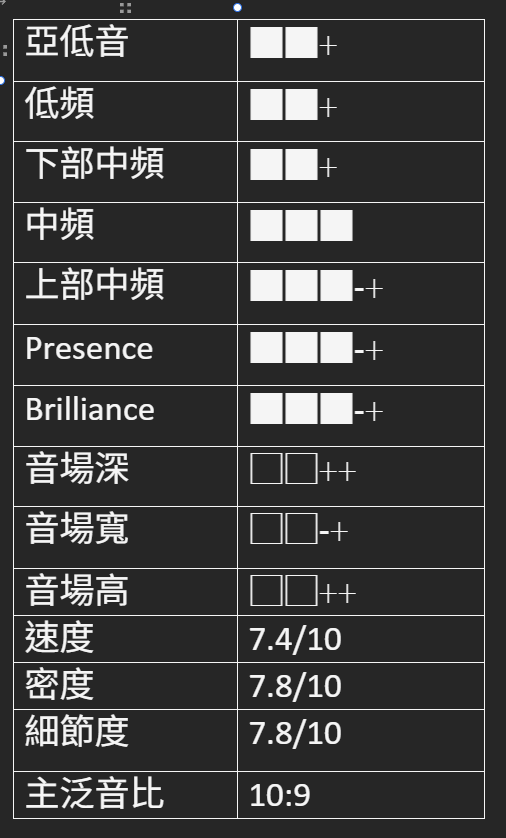 亞低音 ■■+
低頻 ■■+
下部中頻 ■■+
中頻 ■■■
上部中頻 ■■■-+
Presence ■■■-+
Brilliance ■■■-+
音場深 □□++
音場寬 □□-+
音場高 □□++
速度 7.4/10
密度 7.8/10
細節度 7.8/10
主泛音比 10:9